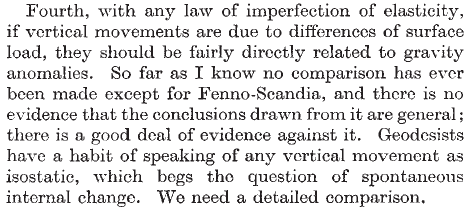 Fourth, with any law of imperfection of elasticity,
if vertical movements are due to differences of surface
load, they should be fairly directly related to gravity
anomalies. So far as I know no comparison has ever
been made except for Fenno-Scandia, and there is no
evidence that the conclusions drawn from it are general;
there is a good deal of evidence against it. Geodesists
have a habit of speaking of any vertical movement as
isostatic, which begs the question of spontaneous
internal change. We need a detailed comparison.